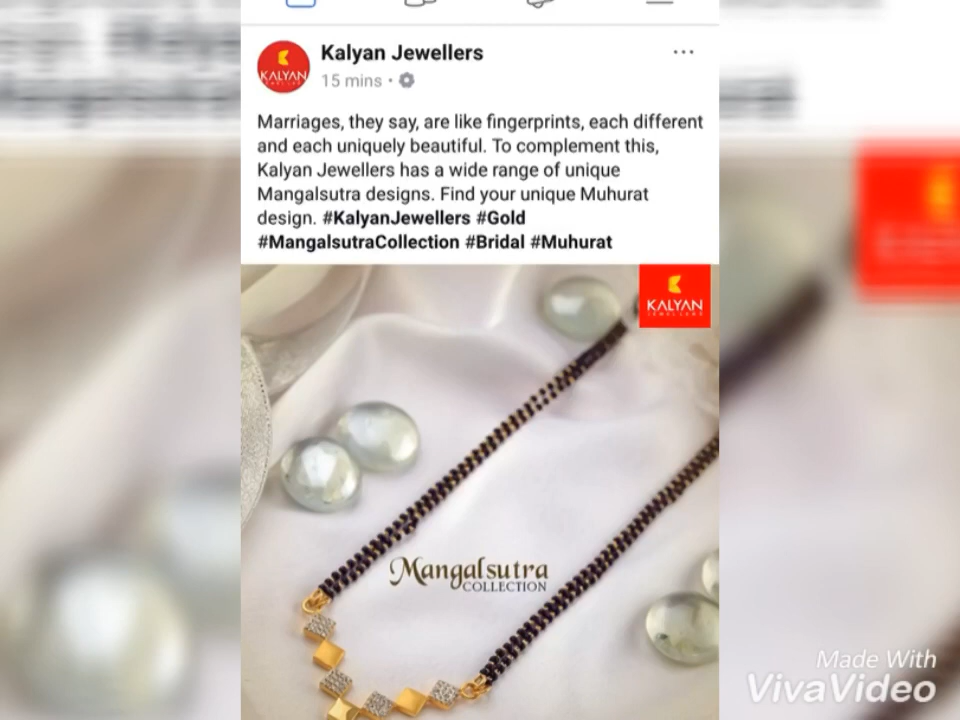 Kalyan Jewellers
KALYAN
15 mins
Marriages, they say, are like fingerprints, each different
and each uniquely beautiful. To complement this,
Kalyan Jewellers has a wide range of unique
Mangalsutra designs. Find your unique Muhurat
design. #KalyanJewellers #Gold
#MangalsutraCollection #Bridal #Muhurat
KALYAN
JEWELLERS
Mangalsutra
COLLECTION
Made With
VivaVideo